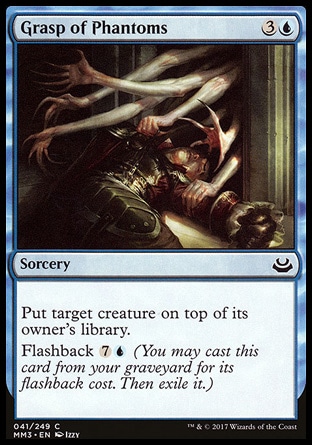 Grasp of Phantoms 3
Sorcery
Put target creature on top of its
owner's library.
Flashback 7 (You may cast this
card from your graveyard for its
flashback cost. Then exile it.)
041/249 C
MM3 • EN Izzy
™ & © 2017 Wizards of the Coast